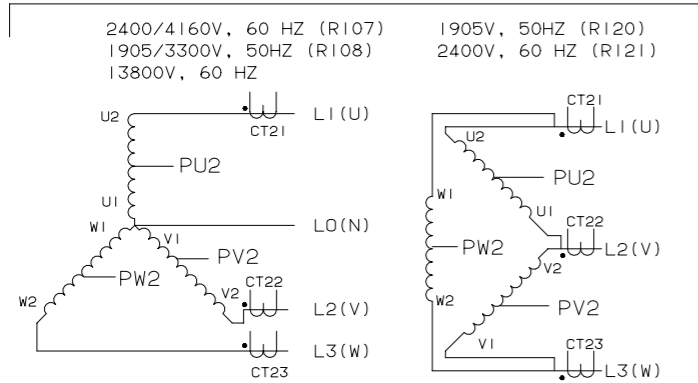 2400/4160V, 60 HZ (R107)
1905/3300V, 50HZ (R108)
13800V, 60 HZ
1905V, 50HZ (R120)
2400V, 60 HZ (R121)
U2
CT21
L1(U)
PU2
U1
W1
V1
L0(N)
PV2
PW2
W2
V2
CT22
L2(V)
L3(W)
CT23
CT21
L1(U)
U2
PU2
W1
U1
CT22
PW2
L2(V)
V2
W2
PV2
V1
CT23
L3(W)